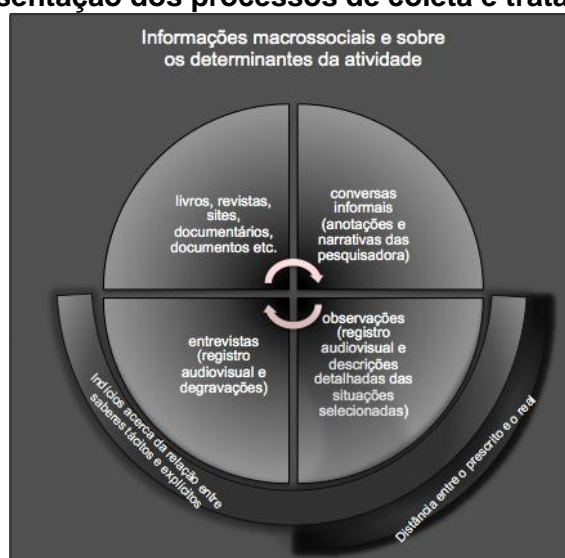 sentação dos processos de coleta e trata
Informações macrossociais e sobre
os determinantes da atividade
livros, revistas,
sites,
documentários,
documentos etc.
conversas
informais
(anotações e
narrativas das
pesquisadora)
entrevistas
(registro
audiovisual e
degravações)
observações
(registro
audiovisual e
descrições
detalhadas das
situações
selecionadas)
Indícios acerca da relação entre
saberes tácitos e explícitos
Distância entre o prescrito e o real